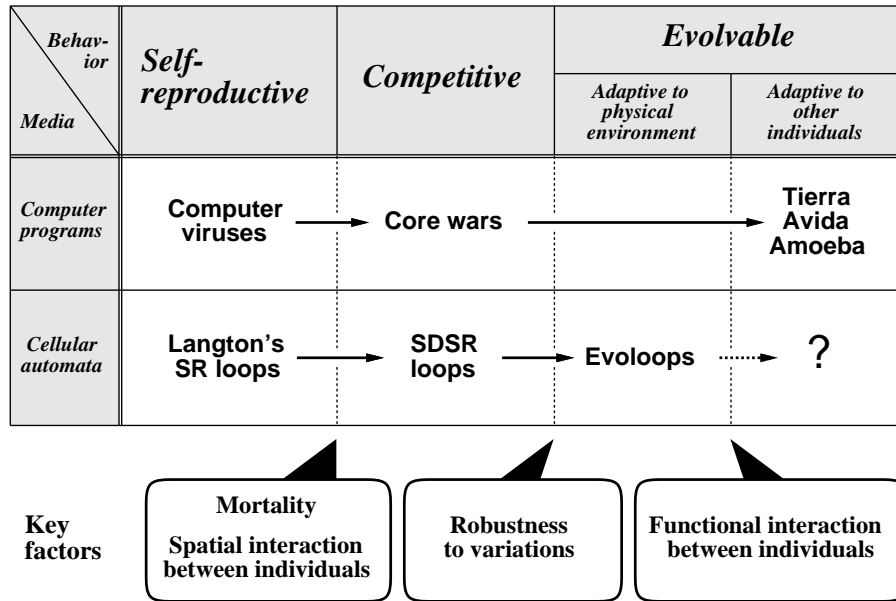 Behav-
ior
Media
Self-
reproductive
Competitive
Evolvable
Adaptive to
physical
environment
Adaptive to
other
individuals
Computer
programs
Computer
viruses
Core wars
Tierra
Avida
Amoeba
Cellular
automata
Langton's
SR loops
SDSR
loops
Evoloops
?
Key
factors
Mortality
Spatial interaction
between individuals
Robustness
to variations
Functional interaction
between individuals